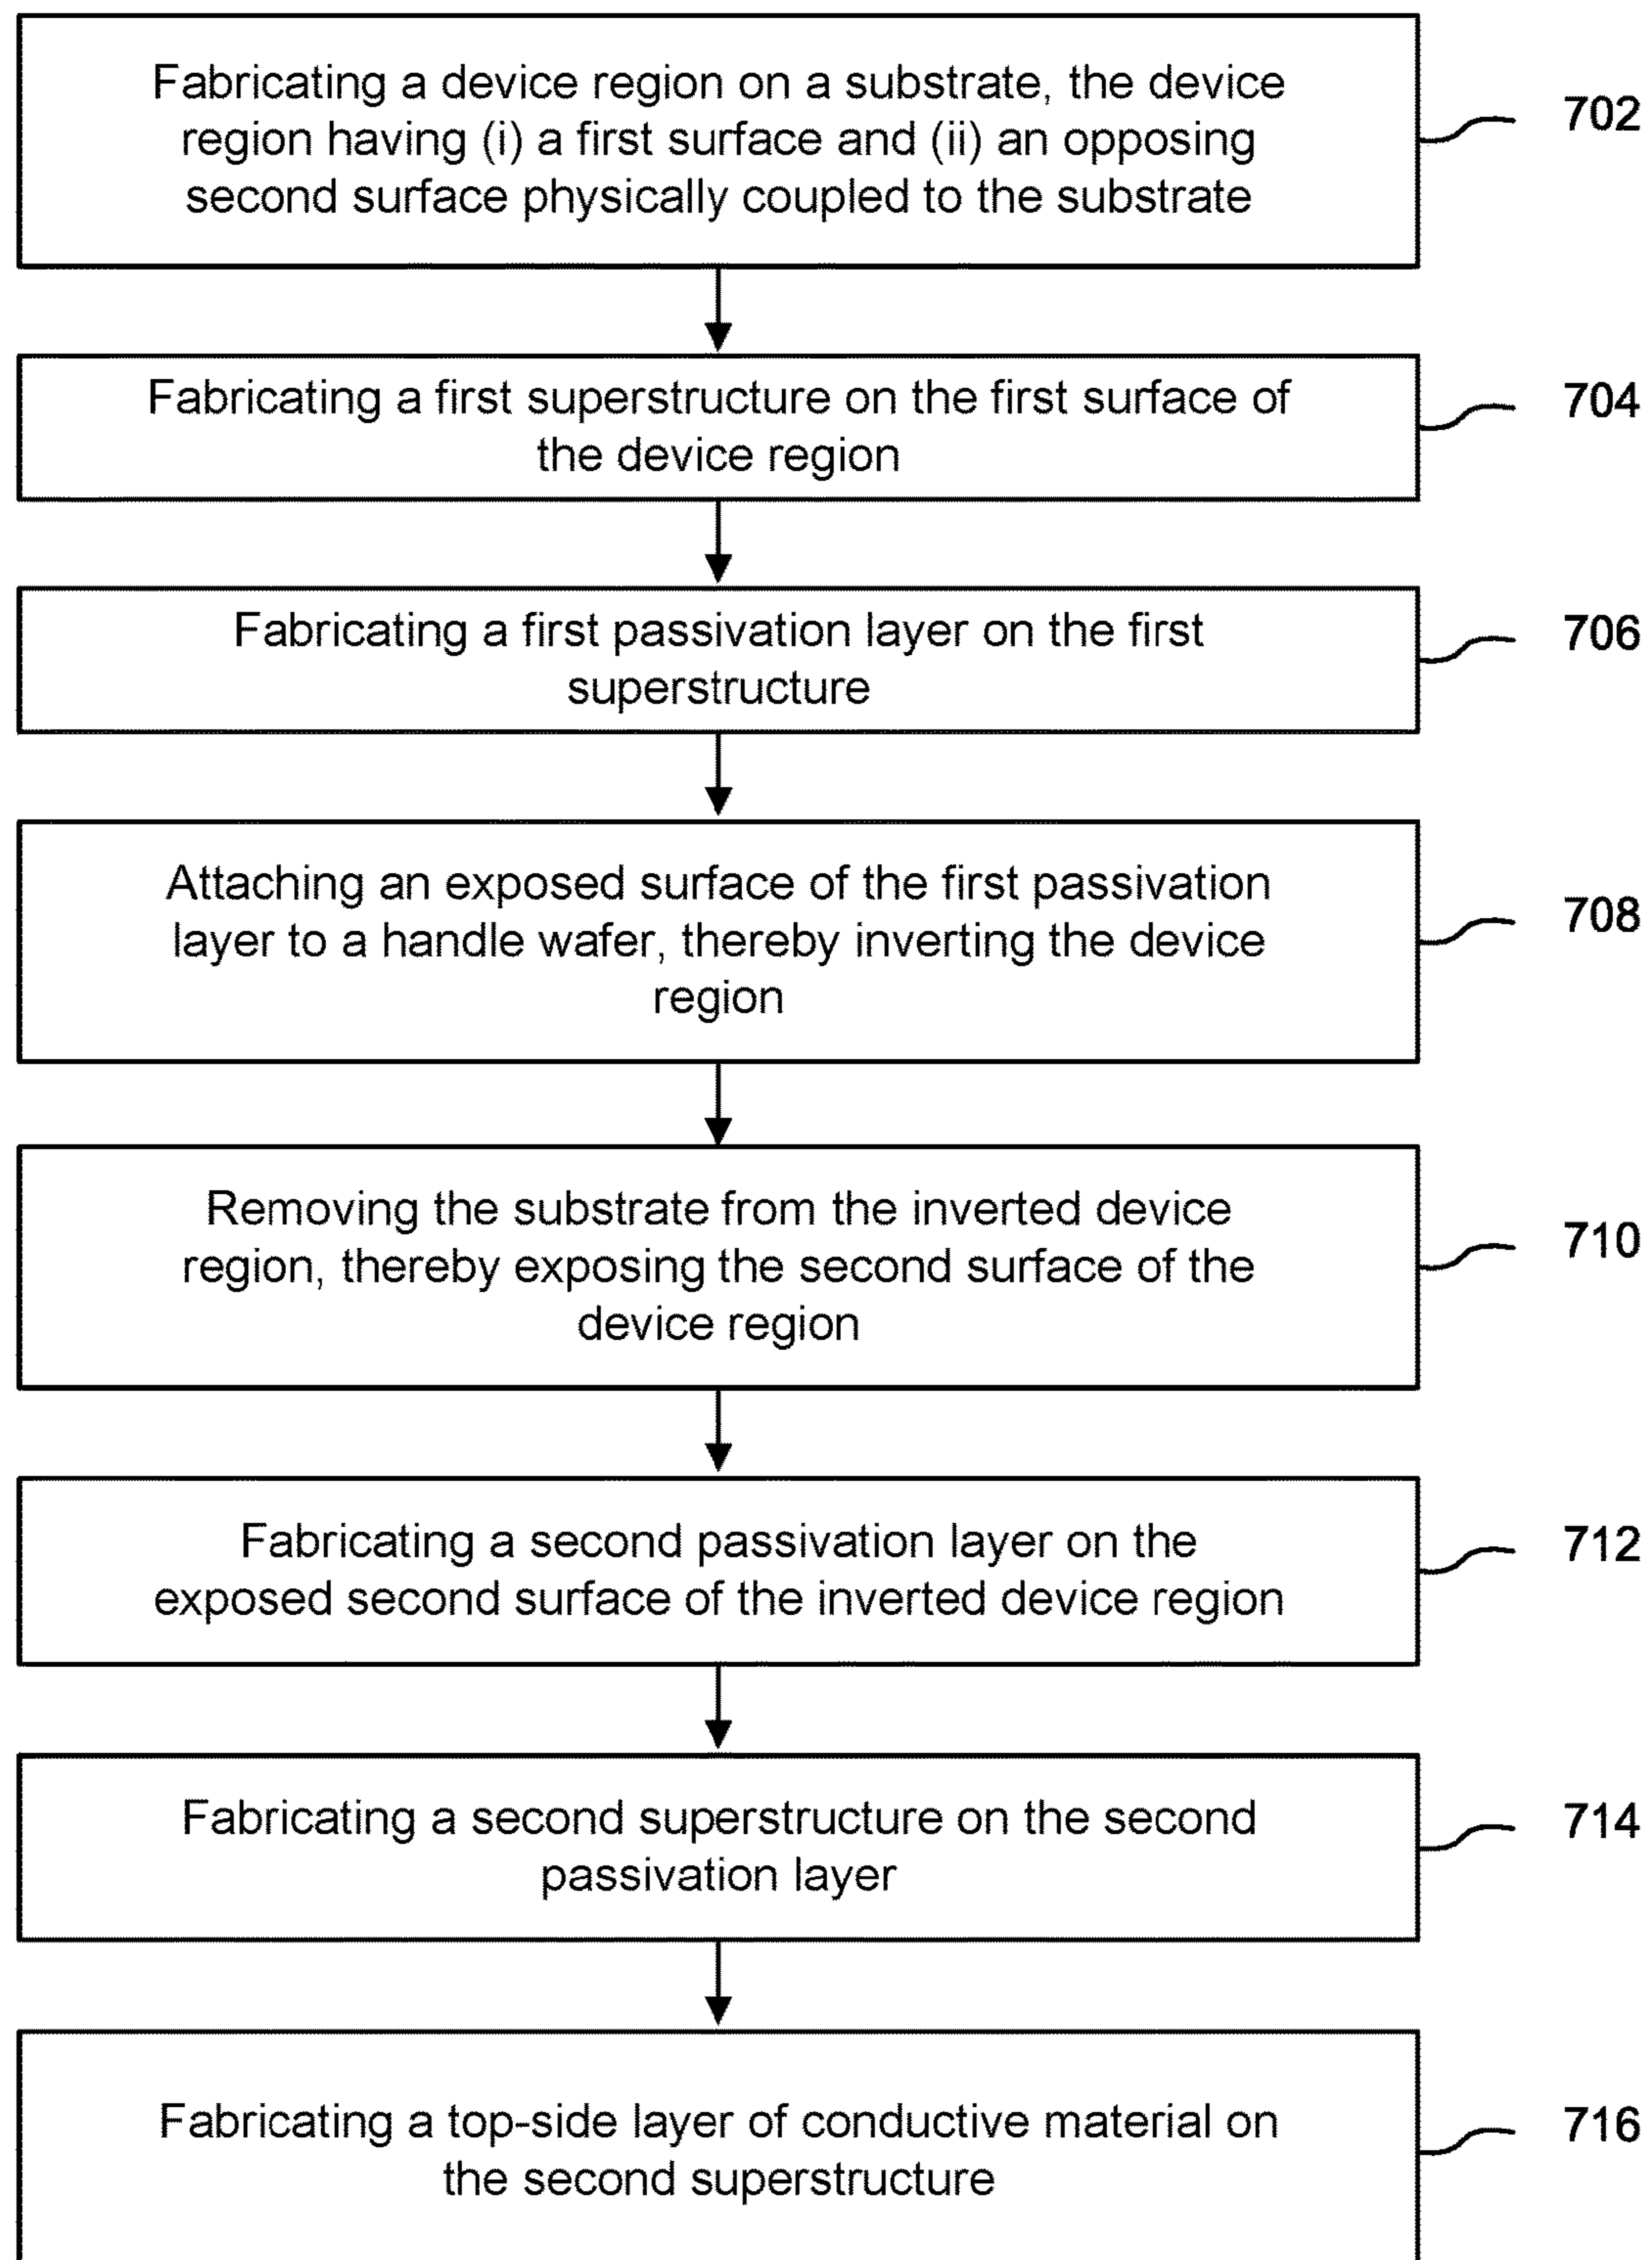 Fabricating a device region on a substrate, the device
region having (i) a first surface and (ii) an opposing
second surface physically coupled to the substrate
702
Fabricating a first superstructure on the first surface of
the device region
704
Fabricating a first passivation layer on the first
superstructure
706
Attaching an exposed surface of the first passivation
layer to a handle wafer, thereby inverting the device
region
708
Removing the substrate from the inverted device
region, thereby exposing the second surface of the
device region
710
Fabricating a second passivation layer on the
exposed second surface of the inverted device region
712
Fabricating a second superstructure on the second
passivation layer
714
Fabricating a top-side layer of conductive material on
the second superstructure
716